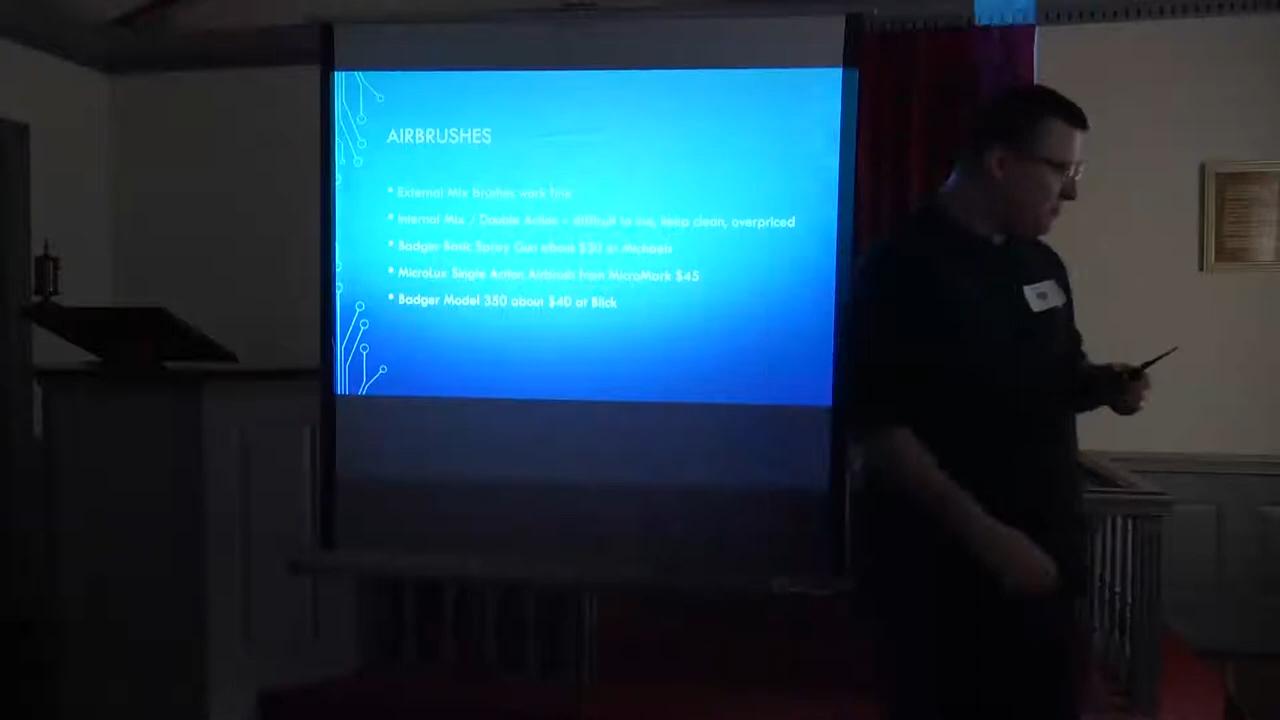 AIRBRUSHES
• External Mix brushes work fine
• Internal Mix / Double Action – difficult to use, keep clean, overpriced
• Badger Basic Spray Gun about $30 at Michaels
• MicroLux Single Action Airbrush from MicroMark $45
• Badger Model 350 about $40 at Blick